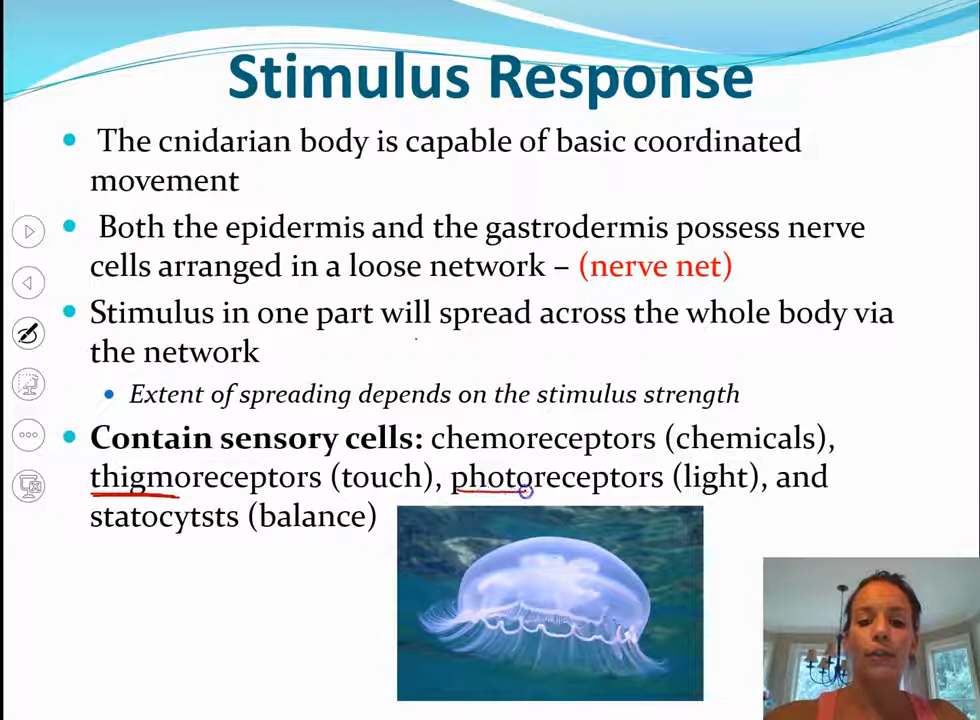 Stimulus Response
The cnidarian body is capable of basic coordinated
movement
Both the epidermis and the gastrodermis possess nerve
cells arranged in a loose network – (nerve net)
Stimulus in one part will spread across the whole body via
the network
Extent of spreading depends on the stimulus strength
Contain sensory cells: chemoreceptors (chemicals),
thigmoreceptors (touch), photoreceptors (light), and
statocytsts (balance)